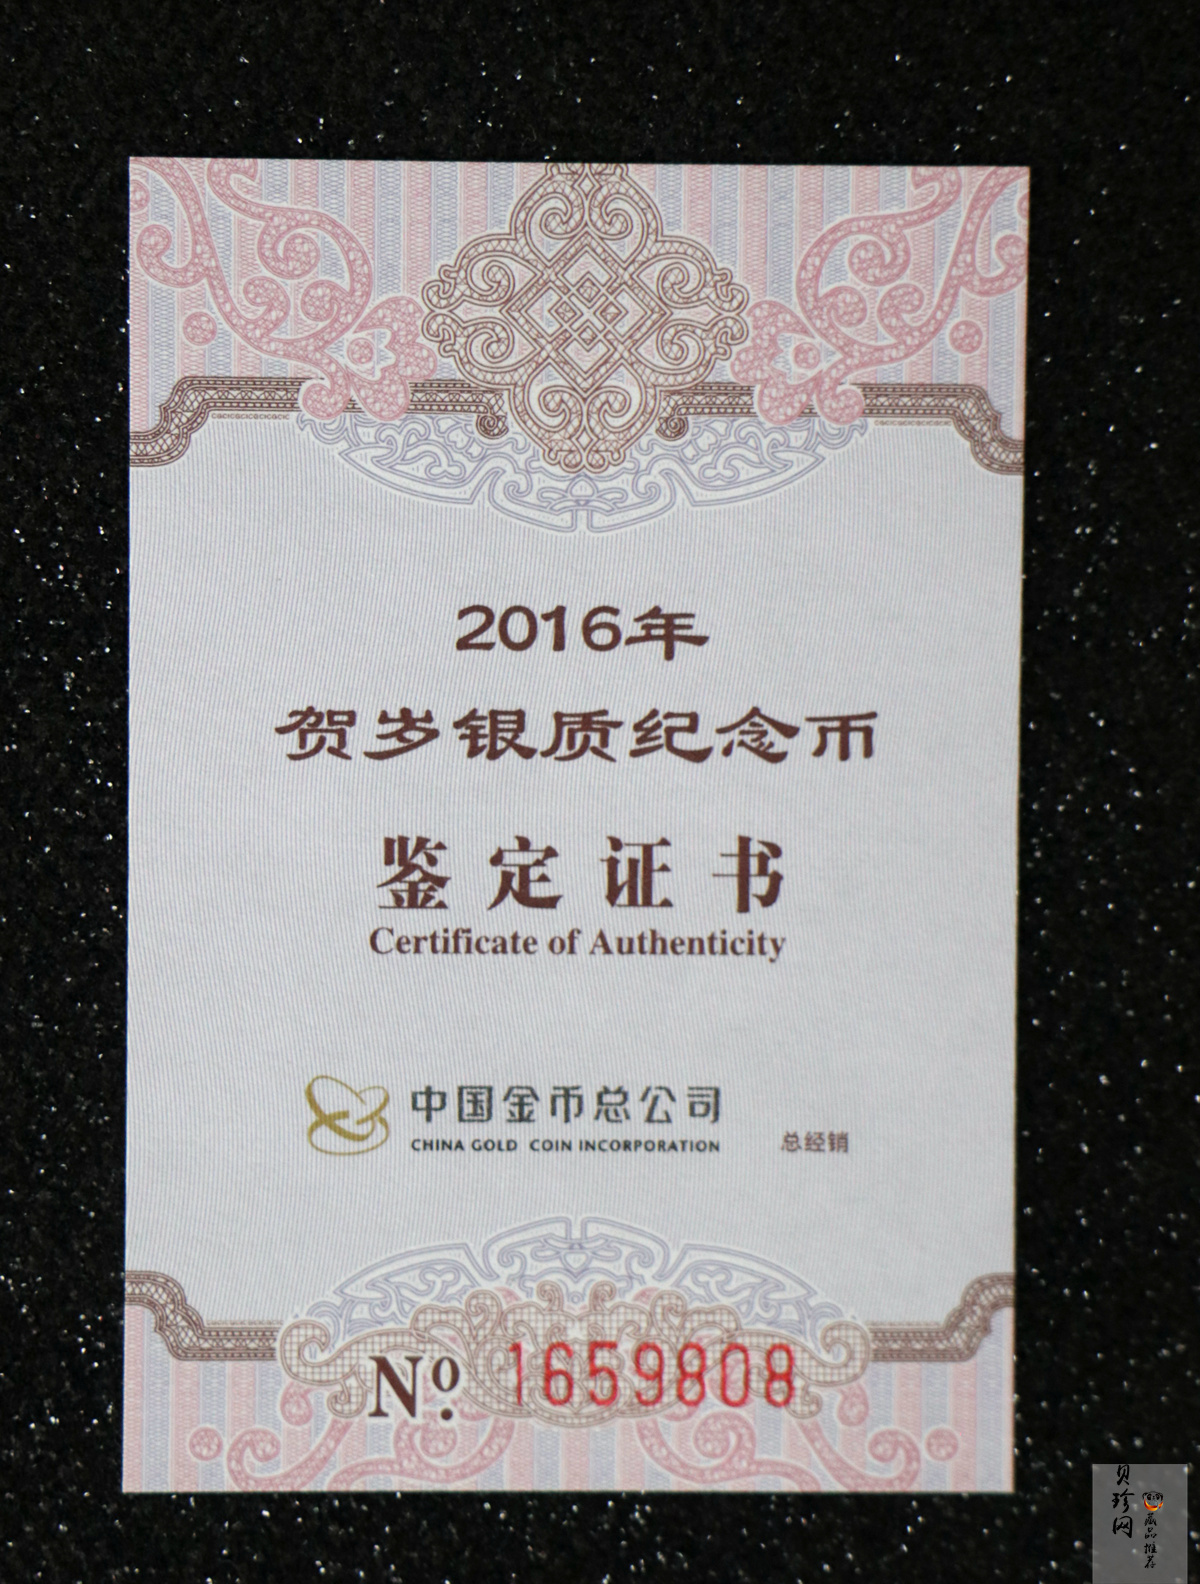 2016年
贺岁银质纪念币
鉴定证书
Certificate of Authenticity
中国金币总公司
CHINA GOLD COIN INCORPORATION
总经销
Nº. 1659808
贝珍网
藏品推荐